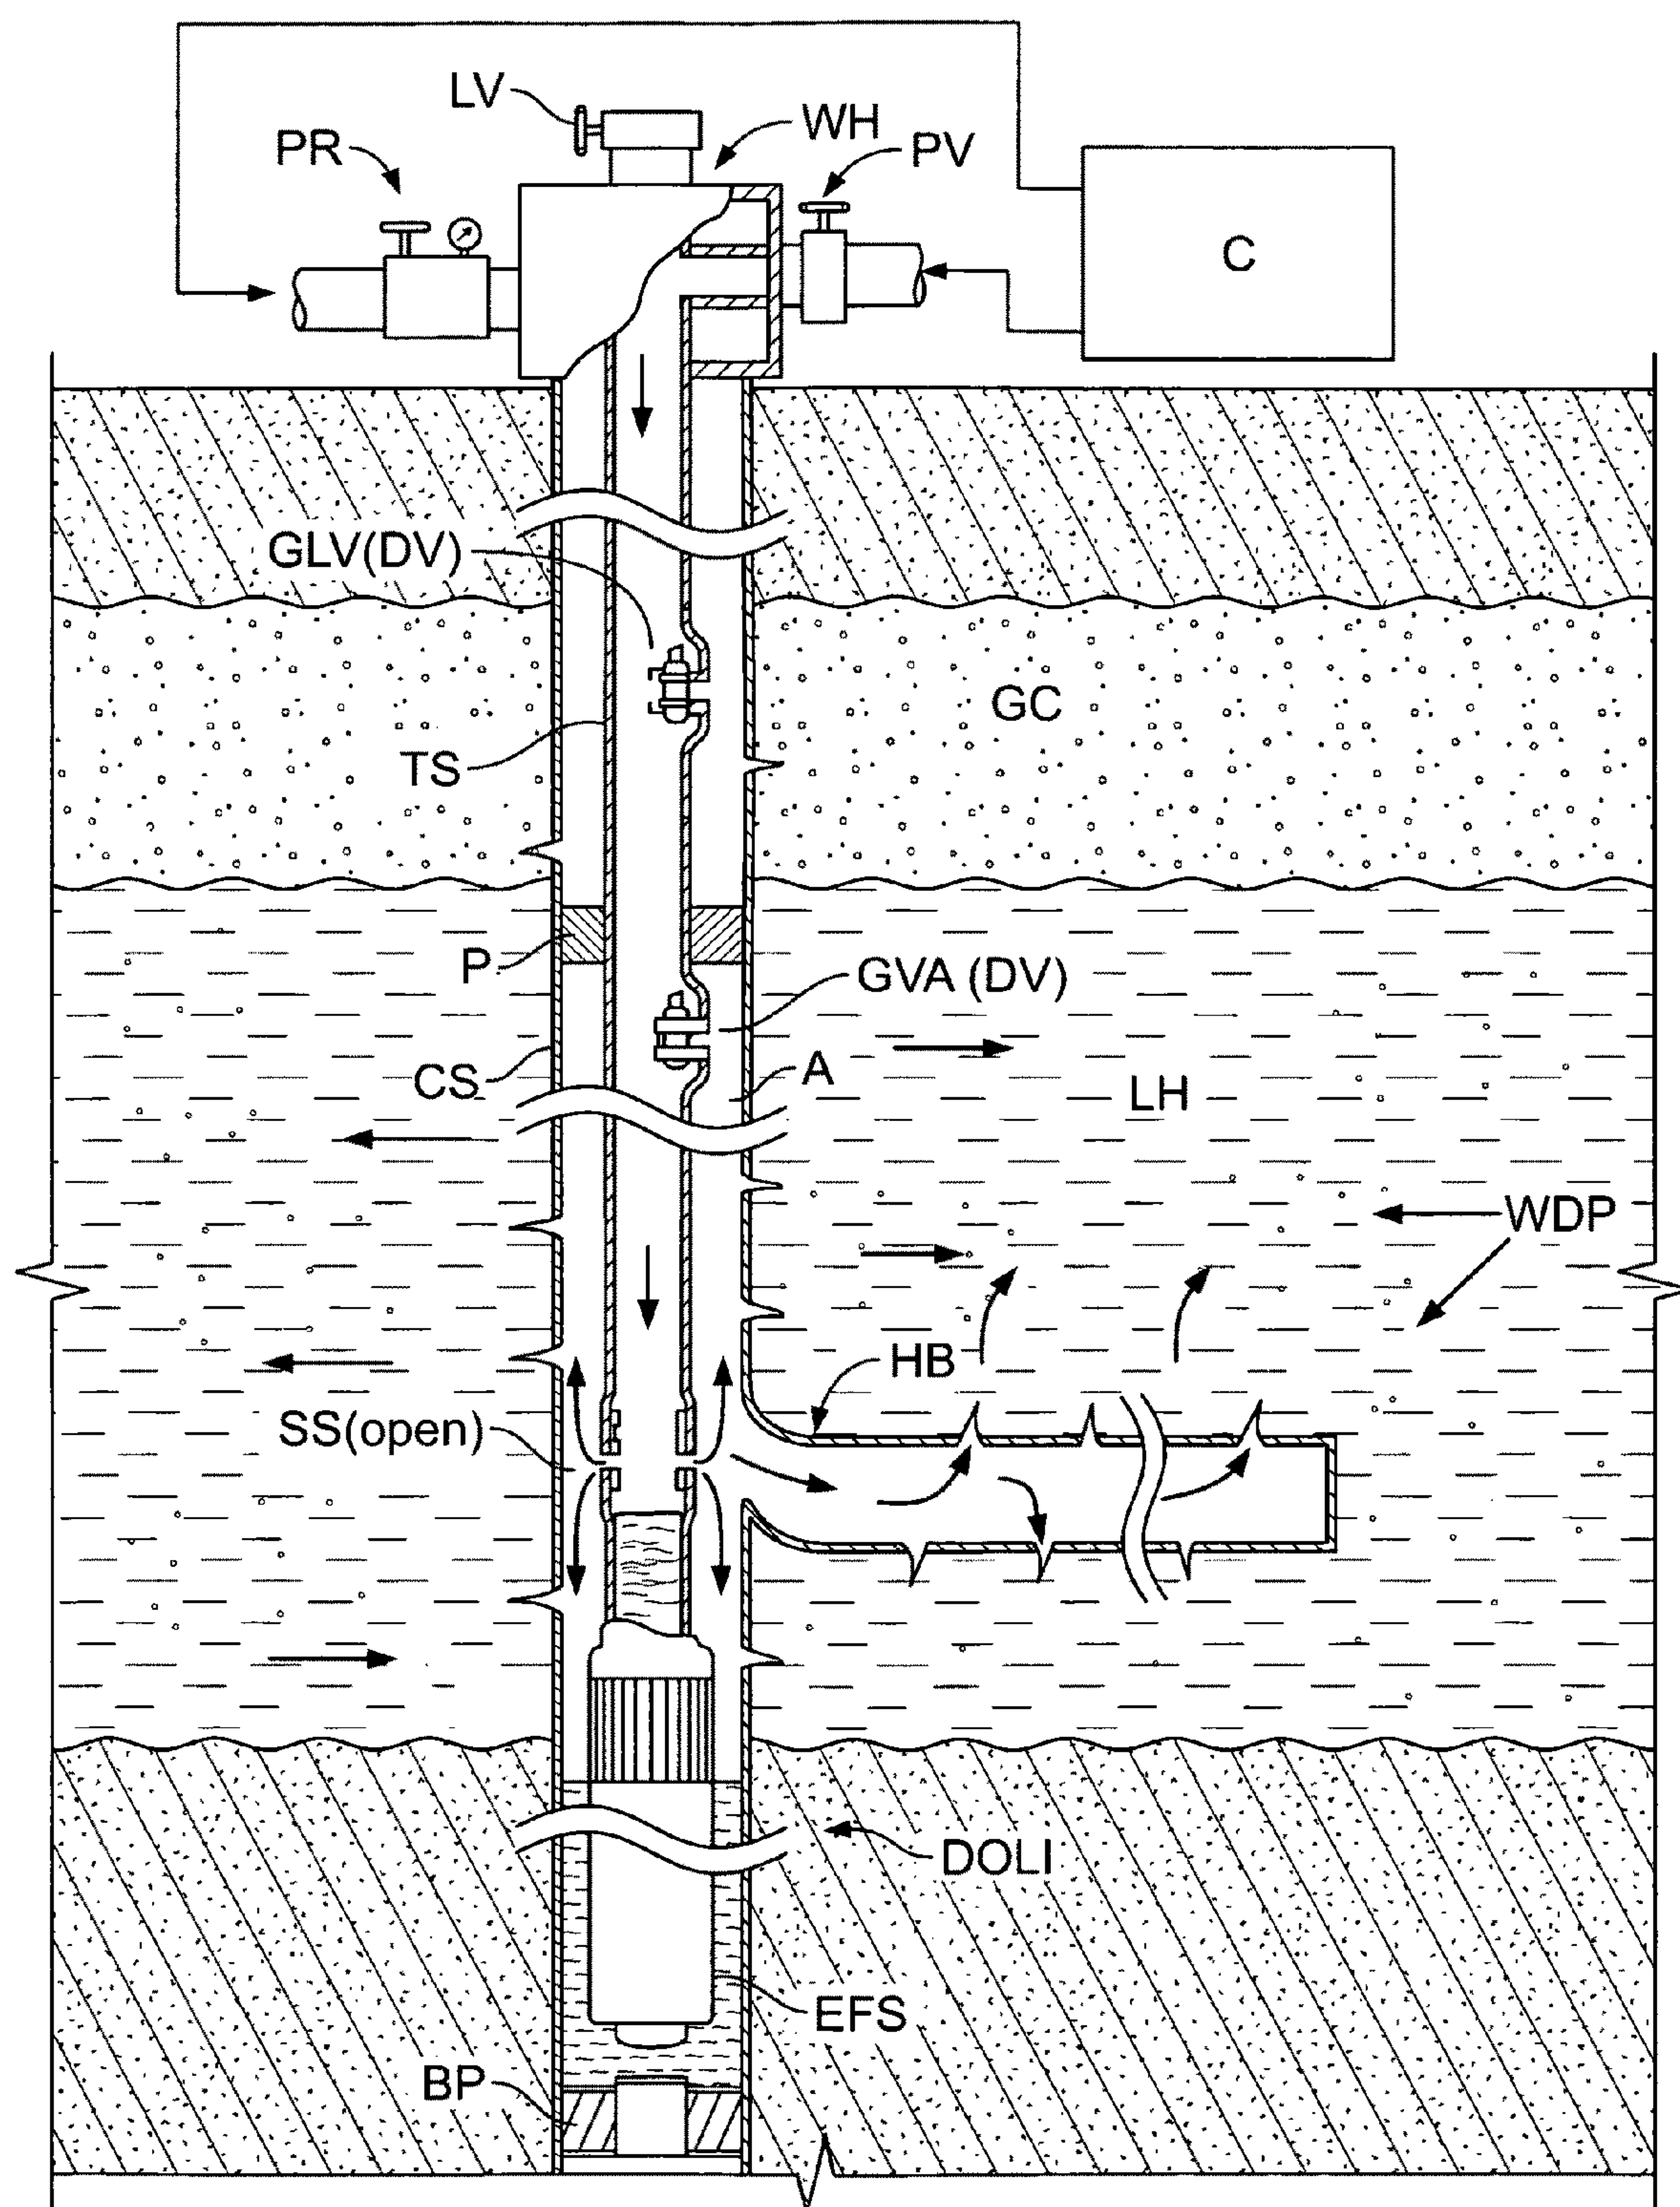 LV
WH
PR
PV
C
GLV(DV)
GC
TS
P
GVA (DV)
CS
A
LH
WDP
HB
SS(open)
DOLI
EFS
BP